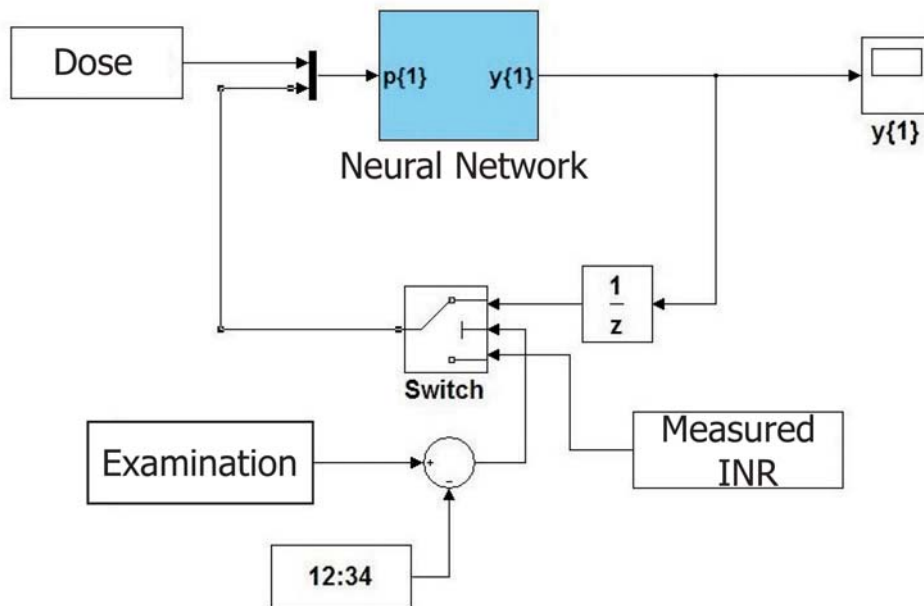 Dose
p{1}
y{1}
Neural Network
y{1}
1
z
Switch
Measured
INR
Examination
+
-
12:34